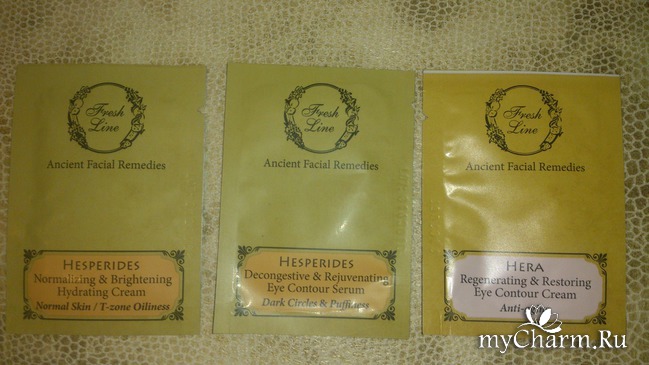 Fresh
Line
Ancient Facial Remedies
HESPERIDES
Normalizing & Brightening
Hydrating Cream
Normal Skin / T-zone Oiliness
Fresh
Line
Ancient Facial Remedies
HESPERIDES
Decongestive & Rejuvenating
Eye Contour Serum
Dark Circles & Puffiness
Fresh
Line
Ancient Facial Remedies
HERA
Regenerating & Restoring
Eye Contour Cream
myCharm.Ru